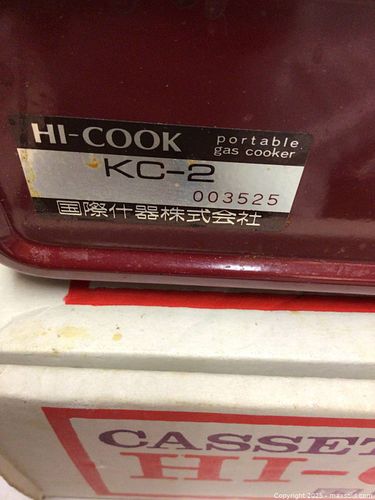 HI-COOK portable
gas cooker
KC-2
003525
国際什器株式会社
CASSET
HI-
Copyright 2025 - maxsold.com